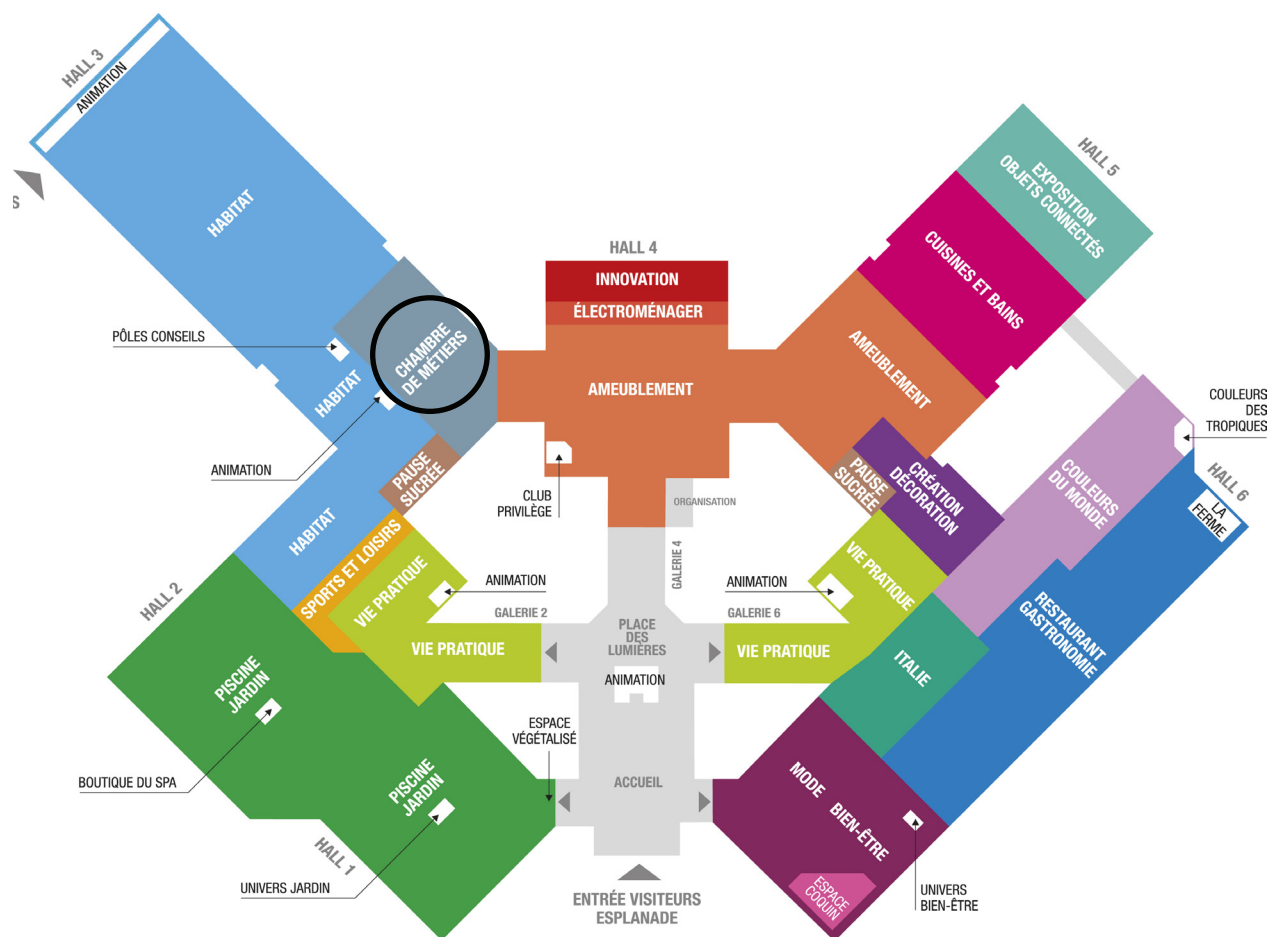 HALL 3
ANIMATION
S
HABITAT
PÔLES CONSEILS
HABITAT
CHAMBRE
DE MÉTIERS
ANIMATION
HABITAT
PAUSE
SUCRÉE
SPORTS ET LOISIRS
VIE PRATIQUE
ANIMATION
GALERIE 2
VIE PRATIQUE
HALL 2
PISCINE
JARDIN
BOUTIQUE DU SPA
PISCINE
JARDIN
UNIVERS JARDIN
HALL 1
ESPACE
VÉGÉTALISÉ
HALL 4
INNOVATION
ÉLECTROMÉNAGER
AMEUBLEMENT
CLUB
PRIVILÈGE
ORGANISATION
GALERIE 4
PLACE
DES
LUMIÈRES
ANIMATION
ACCUEIL
ENTRÉE VISITEURS
ESPLANADE
HALL 5
EXPOSITION
OBJETS CONNECTÉS
CUISINES ET BAINS
AMEUBLEMENT
PAUSE
SUCRÉE
CRÉATION
DÉCORATION
COULEURS
DU MONDE
COULEURS
DES
TROPIQUES
HALL 6
LA
FERME
ANIMATION
GALERIE 6
VIE PRATIQUE
VIE PRATIQUE
ITALIE
RESTAURANT
GASTRONOMIE
MODE BIEN-ÊTRE
ESPACE
COQUIN
UNIVERS
BIEN-ÊTRE